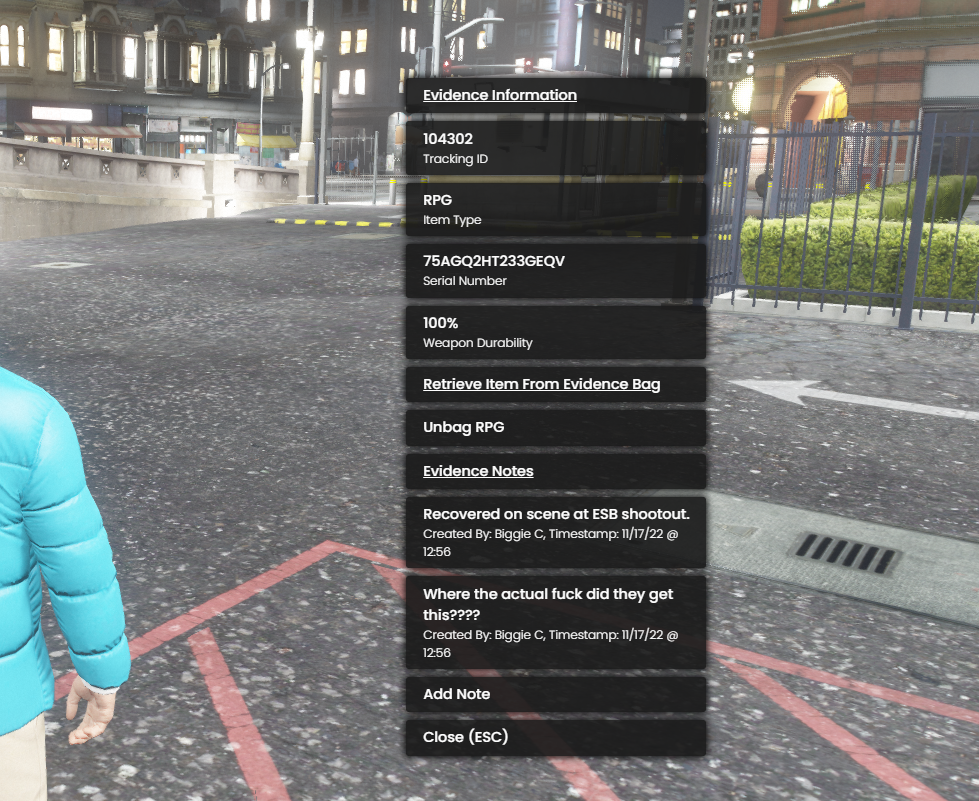 Evidence Information
104302
Tracking ID
RPG
Item Type
75AGQ2HT233GEQV
Serial Number
100%
Weapon Durability
Retrieve Item From Evidence Bag
Unbag RPG
Evidence Notes
Recovered on scene at ESB shootout.
Created By: Biggie C, Timestamp: 11/17/22 @
12:56
Where the actual fuck did they get
this????
Created By: Biggie C, Timestamp: 11/17/22 @
12:56
Add Note
Close (ESC)